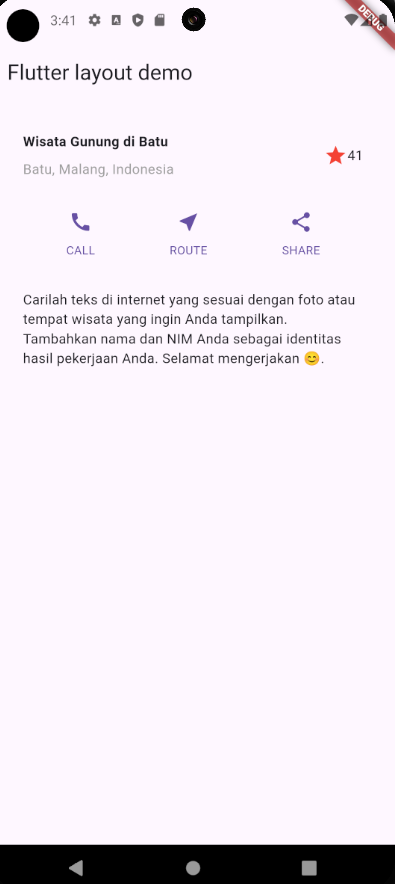 3:41
DEBUG
Flutter layout demo
Wisata Gunung di Batu
Batu, Malang, Indonesia
41
CALL
ROUTE
SHARE
Carilah teks di internet yang sesuai dengan foto atau
tempat wisata yang ingin Anda tampilkan.
Tambahkan nama dan NIM Anda sebagai identitas
hasil pekerjaan Anda. Selamat mengerjakan 😊.